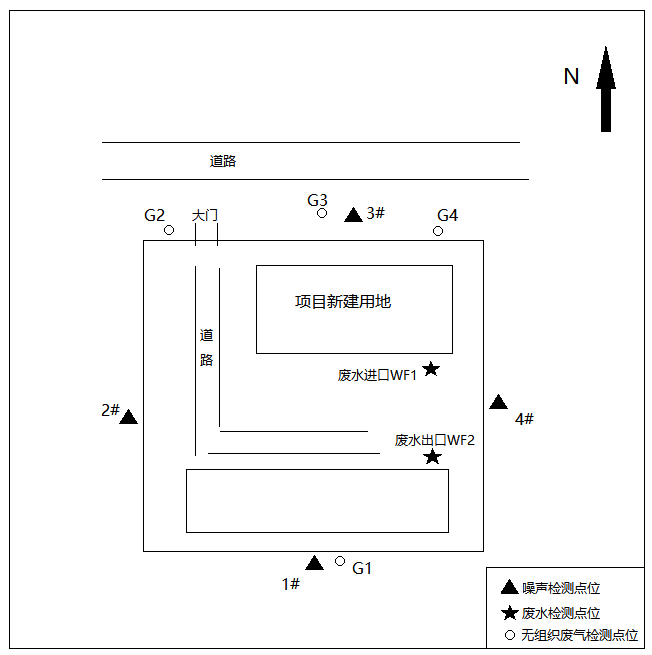 N
道路
G3
G2
大门
3#
G4
项目新建用地
道
路
废水进口WF1
2#
4#
废水出口WF2
1#
G1
噪声检测点位
废水检测点位
无组织废气检测点位